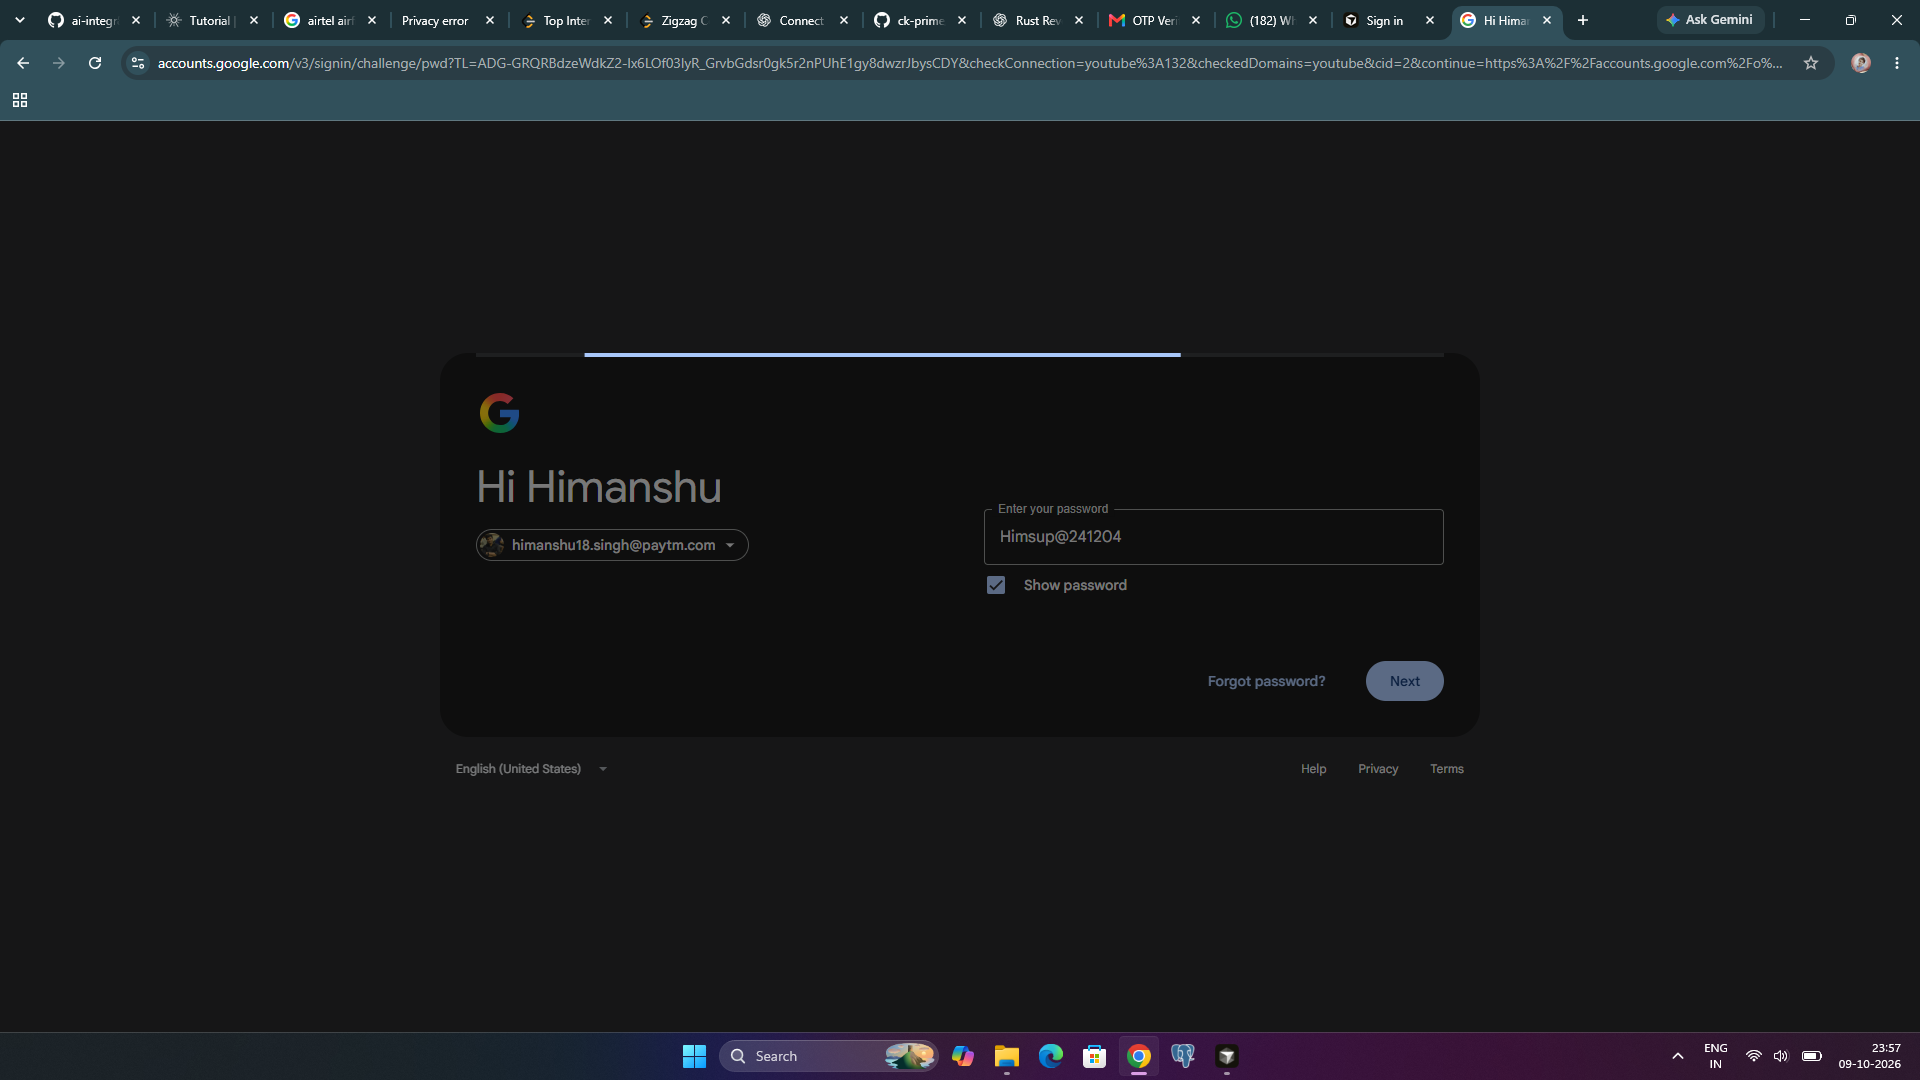 ai-integr
Tutorial |
airtel airf
Privacy error
Top Inter
Zigzag C
Connect
ck-prime
Rust Rev
OTP Veri
(182) Wh
Sign in
Hi Himan
Ask Gemini
accounts.google.com/v3/signin/challenge/pwd?TL=ADG-GRQRBdzeWdkZ2-lx6LOf03lyR_GrvbGdsr0gk5r2nPUhE1gy8dwzrJbysCDY&checkConnection=youtube%3A132&checkedDomains=youtube&cid=2&continue=https%3A%2F%2Faccounts.google.com%2Fo%...
Hi Himanshu
himanshu18.singh@paytm.com
Enter your password
Himsup@241204
Show password
Forgot password?
Next
English (United States)
Help
Privacy
Terms
Search
ENG
IN
23:57
09-10-2026